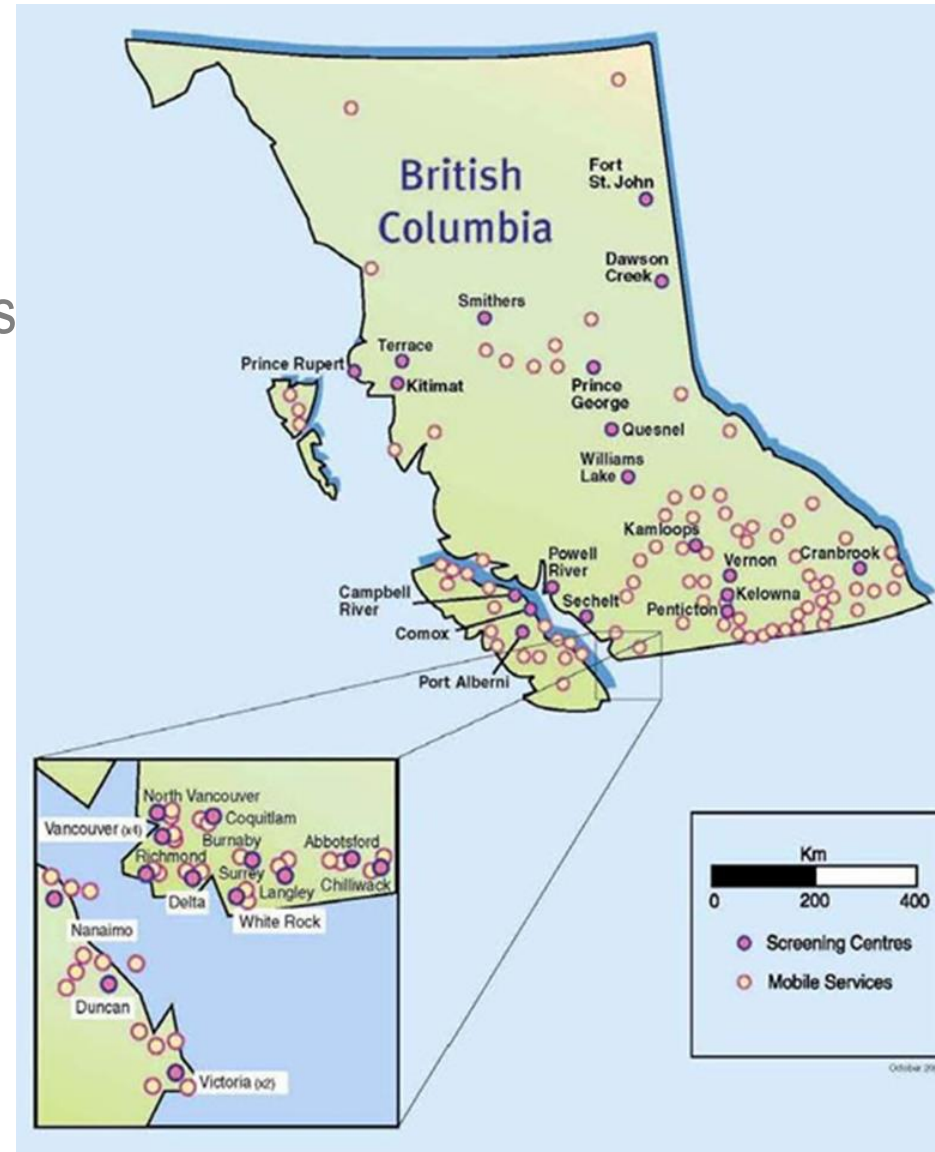 British
Columbia
Fort
St. John
Dawson
Creek
Smithers
Terrace
Prince Rupert
Kitimat
Prince
George
Quesnel
Williams
Lake
Kamloops
Cranbrook
Vernon
Powell
River
Kelowna
Campbell
River
Sechelt
Penticton
Comox
Port Alberni
North Vancouver
Coquitlam
Vancouver (x4)
Burnaby
Abbotsford
Richmond
Surrey
Chilliwack
Langley
Delta
White Rock
Nanaimo
Duncan
Victoria (x2)
Km
0 200 400
Screening Centres
Mobile Services
October